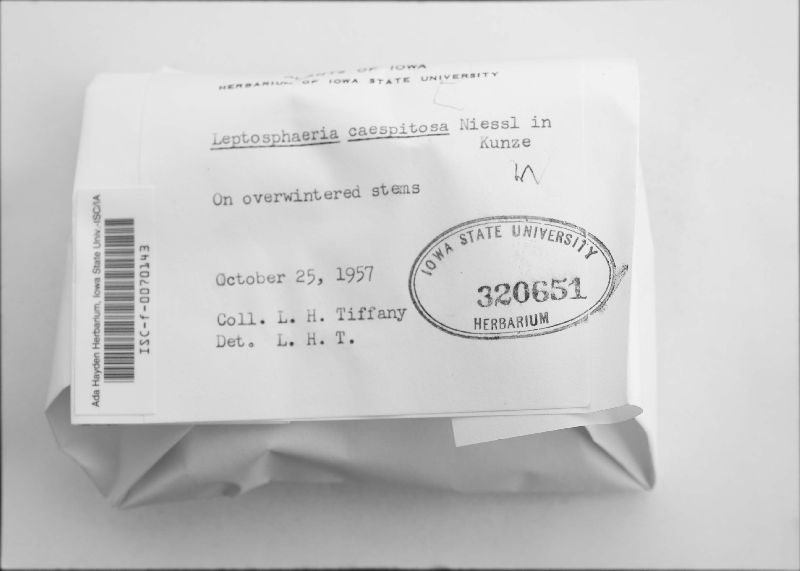 PLANTS OF IOWA
HERBARIUM OF IOWA STATE UNIVERSITY
Leptosphaeria caespitosa Niessl in
Kunze
On overwintered stems
October 25, 1957
Coll. L. H. Tiffany
Det. L. H. T.
IOWA STATE UNIVERSITY
320651
HERBARIUM
Ada Hayden Herbarium, Iowa State Univ.-ISC/IA
ISC-f-0070143